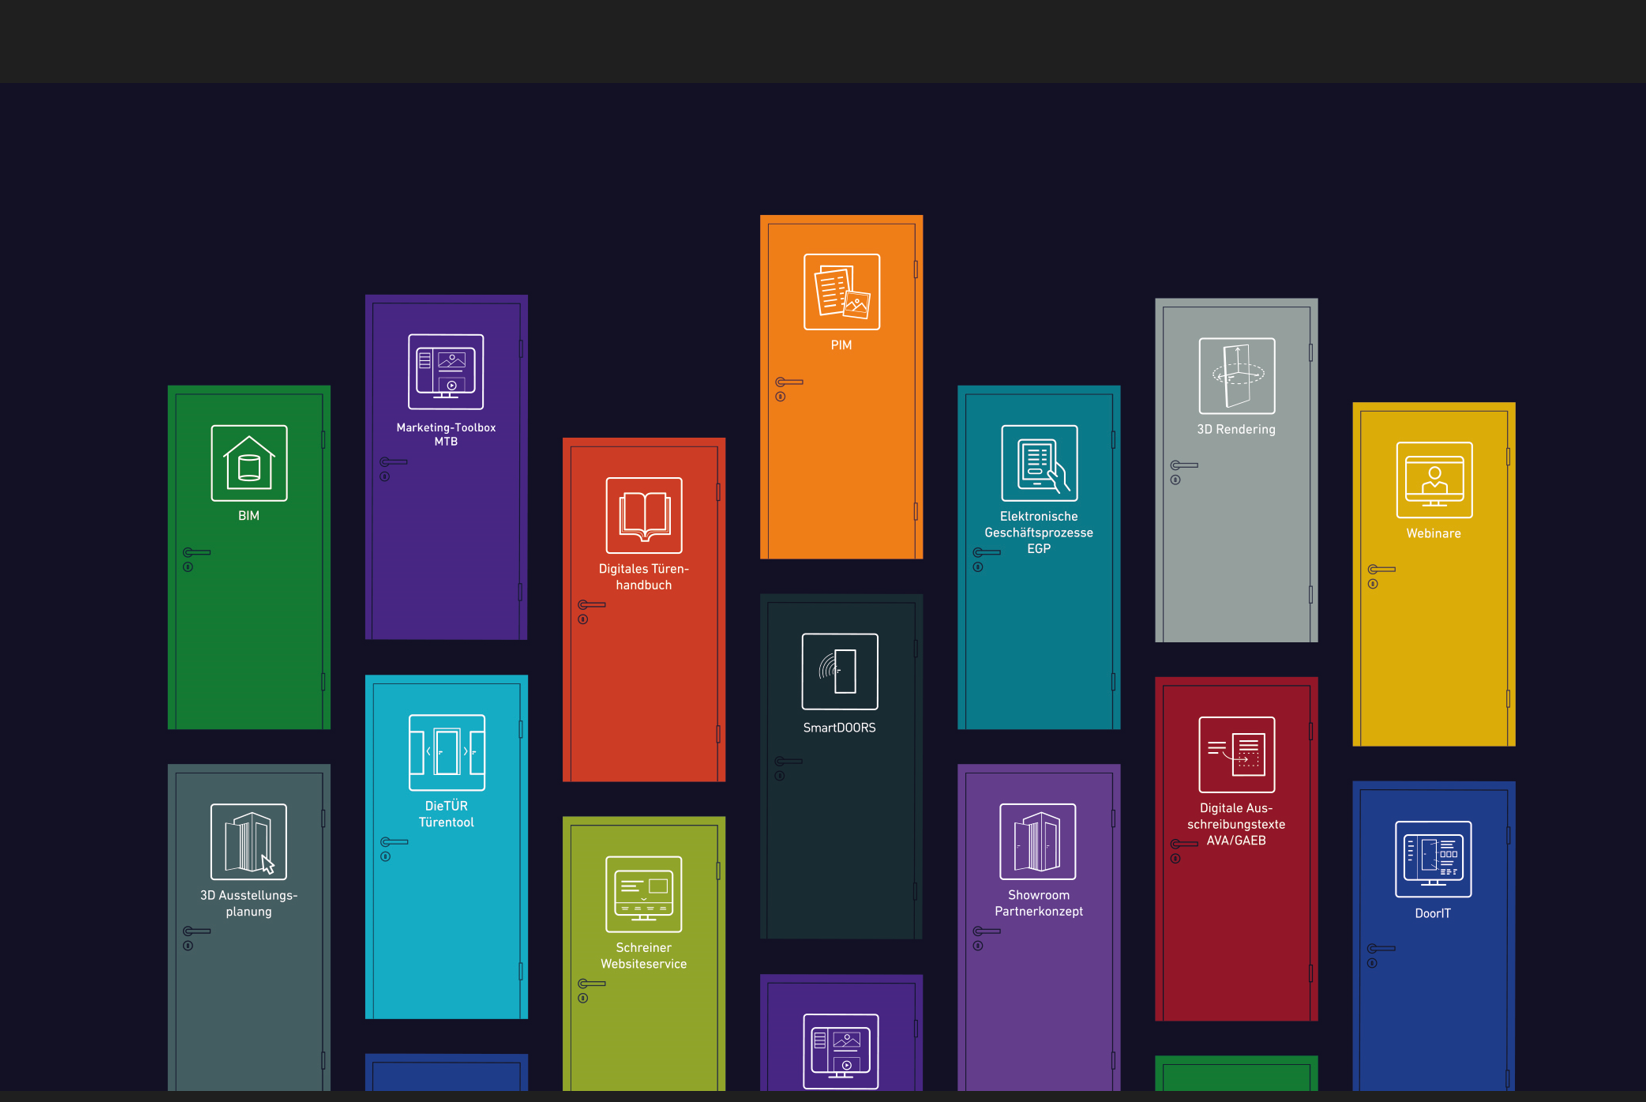 PIM
Marketing-Toolbox
MTB
3D Rendering
BIM
Elektronische
Geschäftsprozesse
EGP
Webinare
Digitales Türen-
handbuch
SmartDOORS
DieTÜR
Türentool
Digitale Aus-
schreibungstexte
AVA/GAEB
3D Ausstellungs-
planung
Showroom
Partnerkonzept
DoorIT
Schreiner
Websiteservice